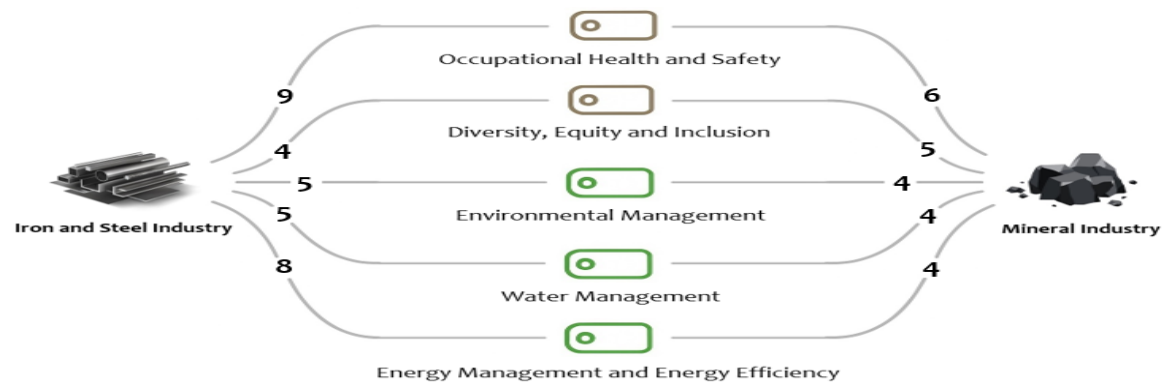 Occupational Health and Safety
9
6
Diversity, Equity and Inclusion
4
5
5
4
Environmental Management
5
4
Iron and Steel Industry
Mineral Industry
8
4
Water Management
Energy Management and Energy Efficiency